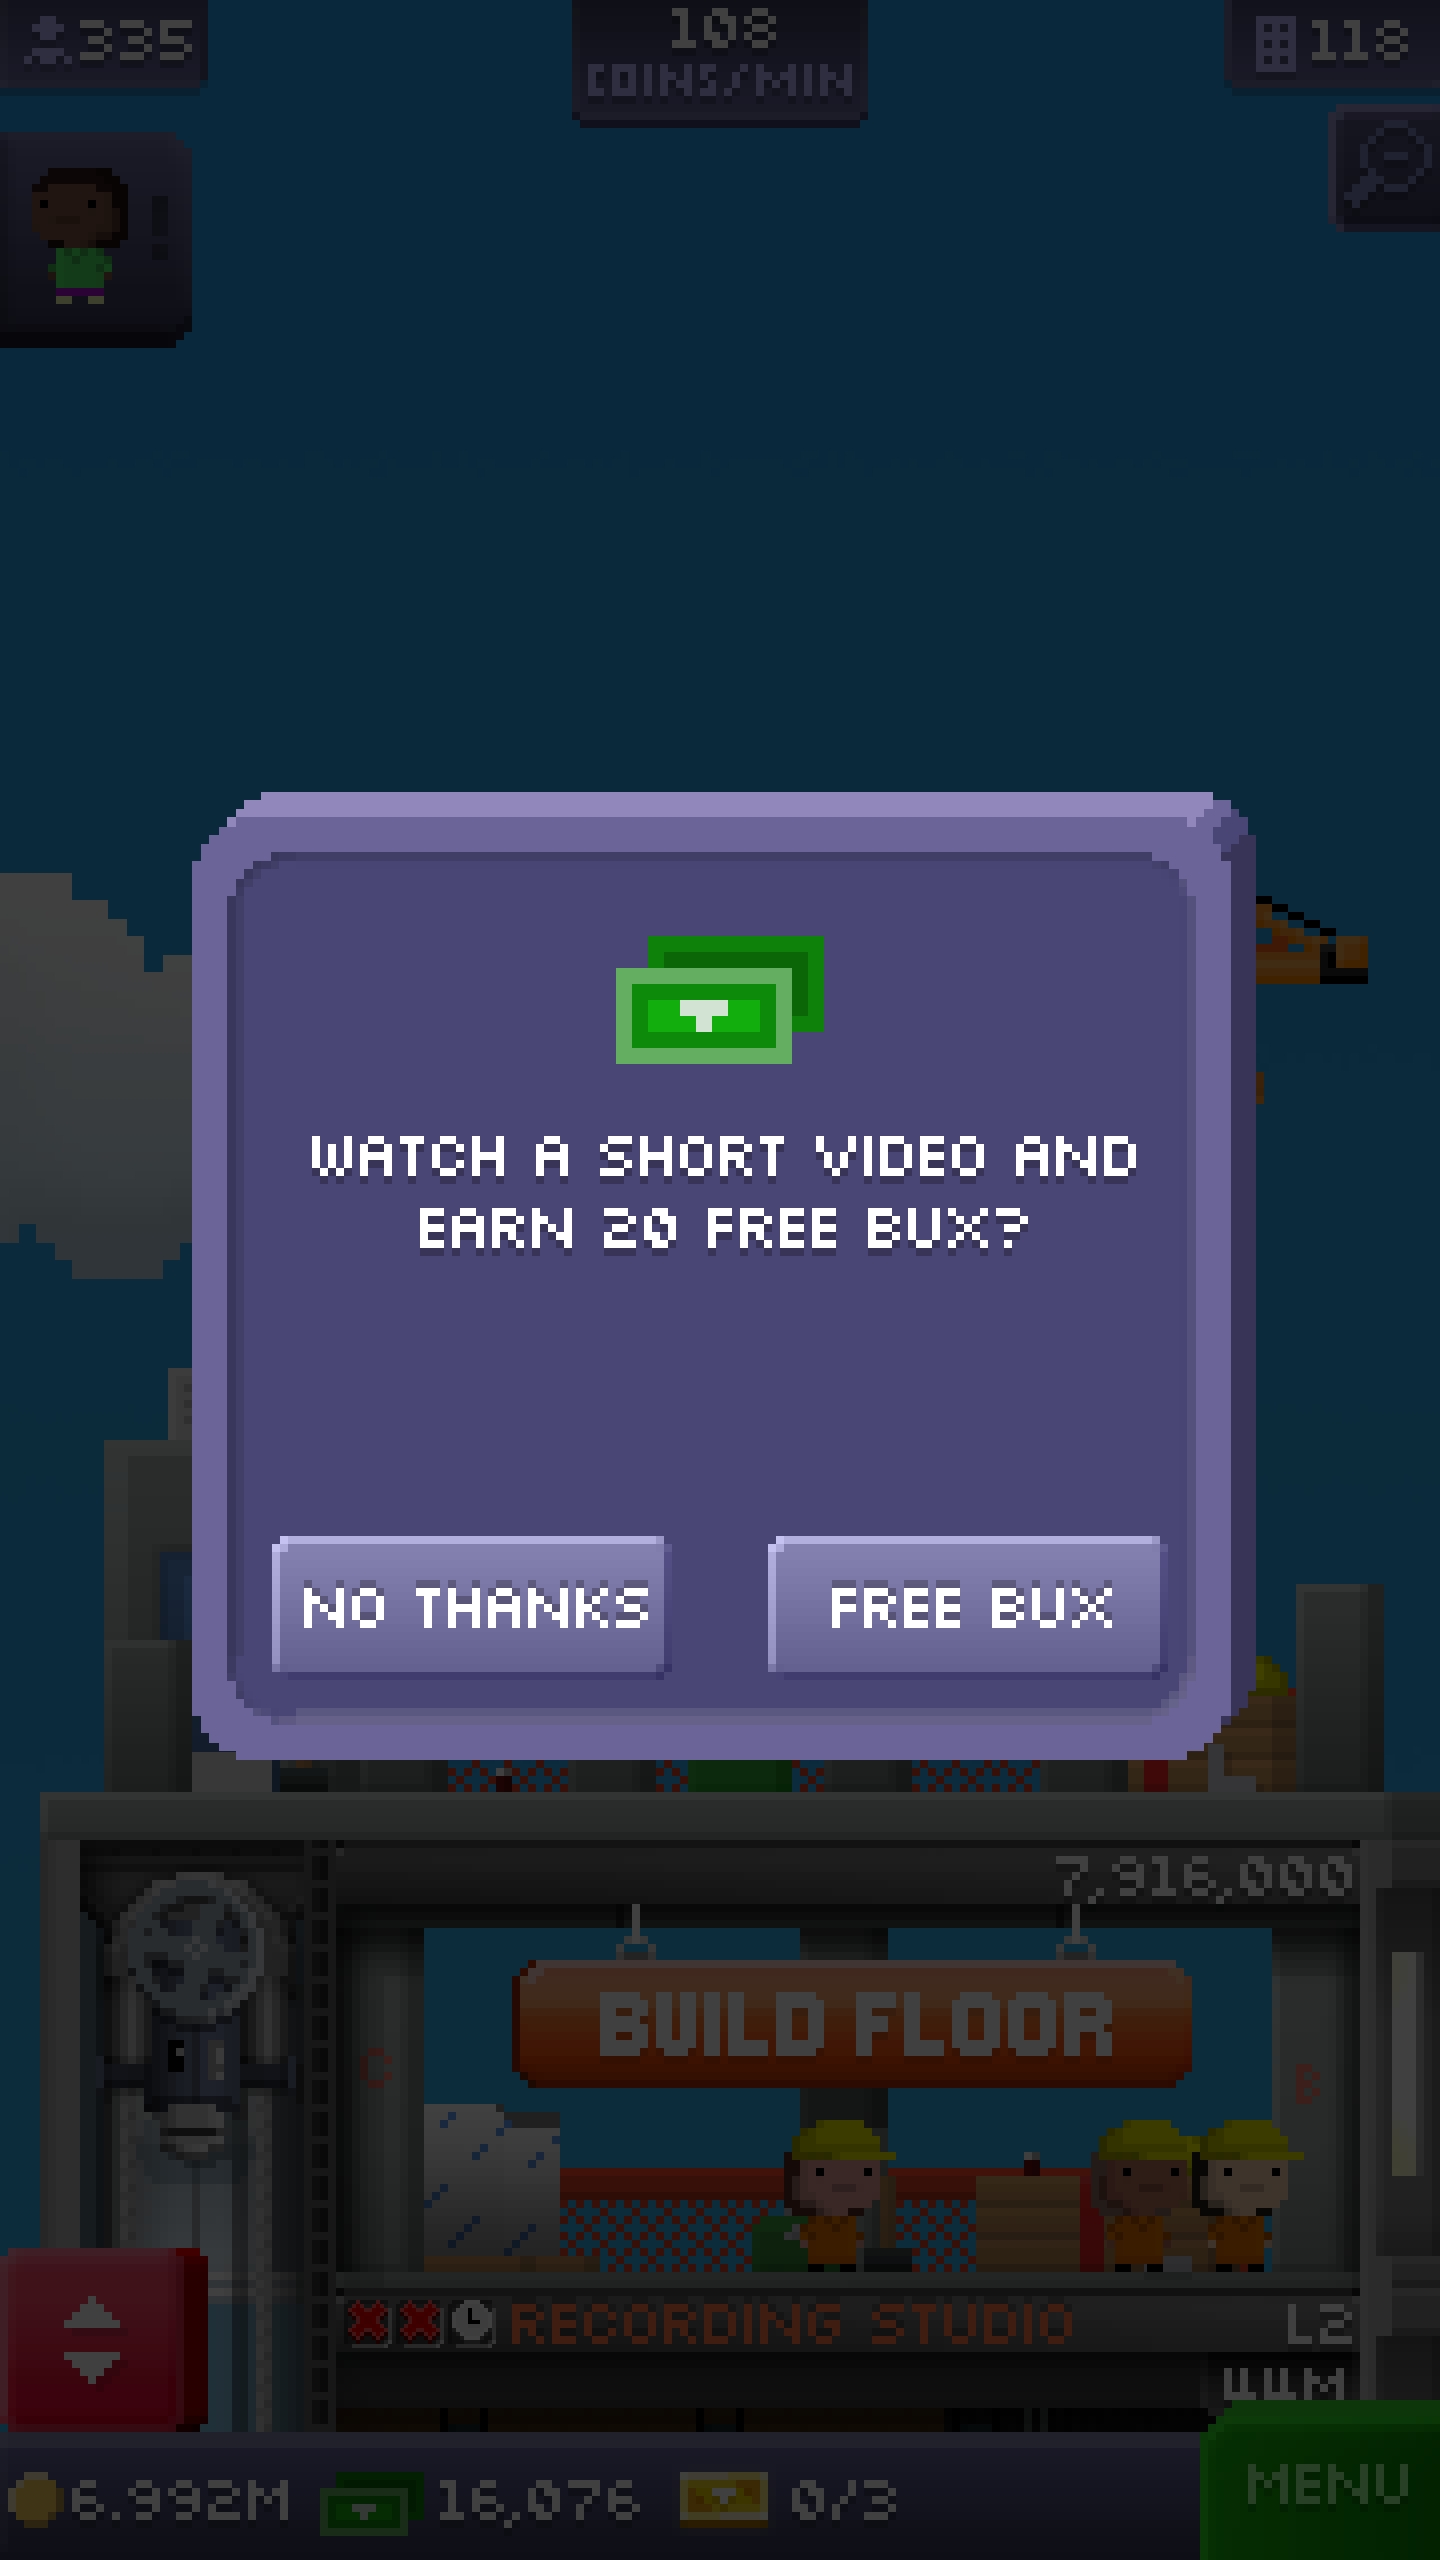 335
108
COINS/MIN
118
!
WATCH A SHORT VIDEO AND
EARN 20 FREE BUX?
NO THANKS
FREE BUX
7,916,000
BUILD FLOOR
C
B
RECORDING STUDIO
L2
44M
6.992M
16,076
0/3
MENU